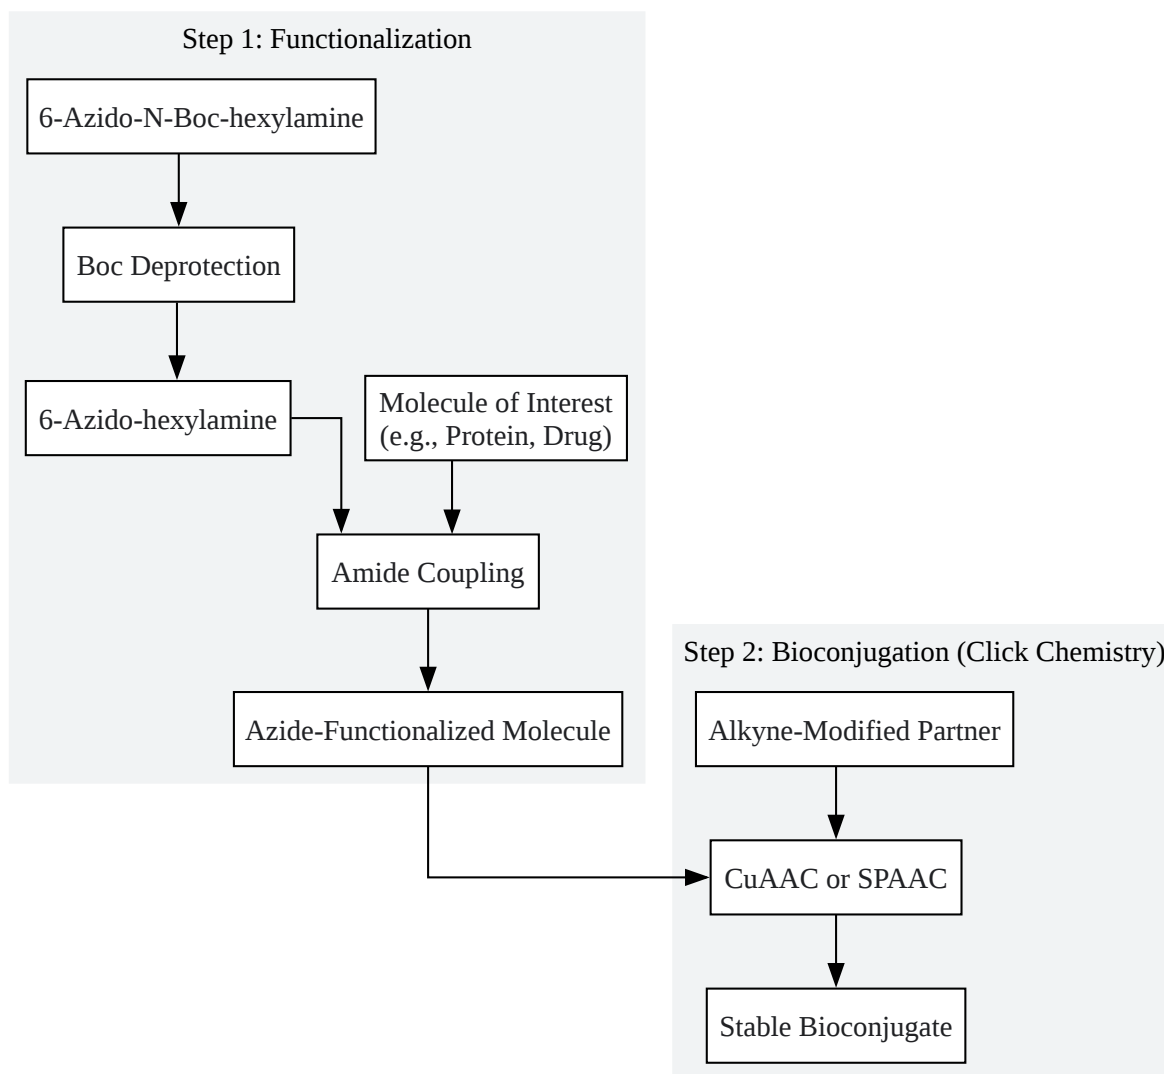 Step 1: Functionalization
6-Azido-N-Boc-hexylamine
Boc Deprotection
6-Azido-hexylamine
Molecule of Interest
(e.g., Protein, Drug)
Amide Coupling
Azide-Functionalized Molecule
Step 2: Bioconjugation (Click Chemistry)
Alkyne-Modified Partner
CuAAC or SPAAC
Stable Bioconjugate